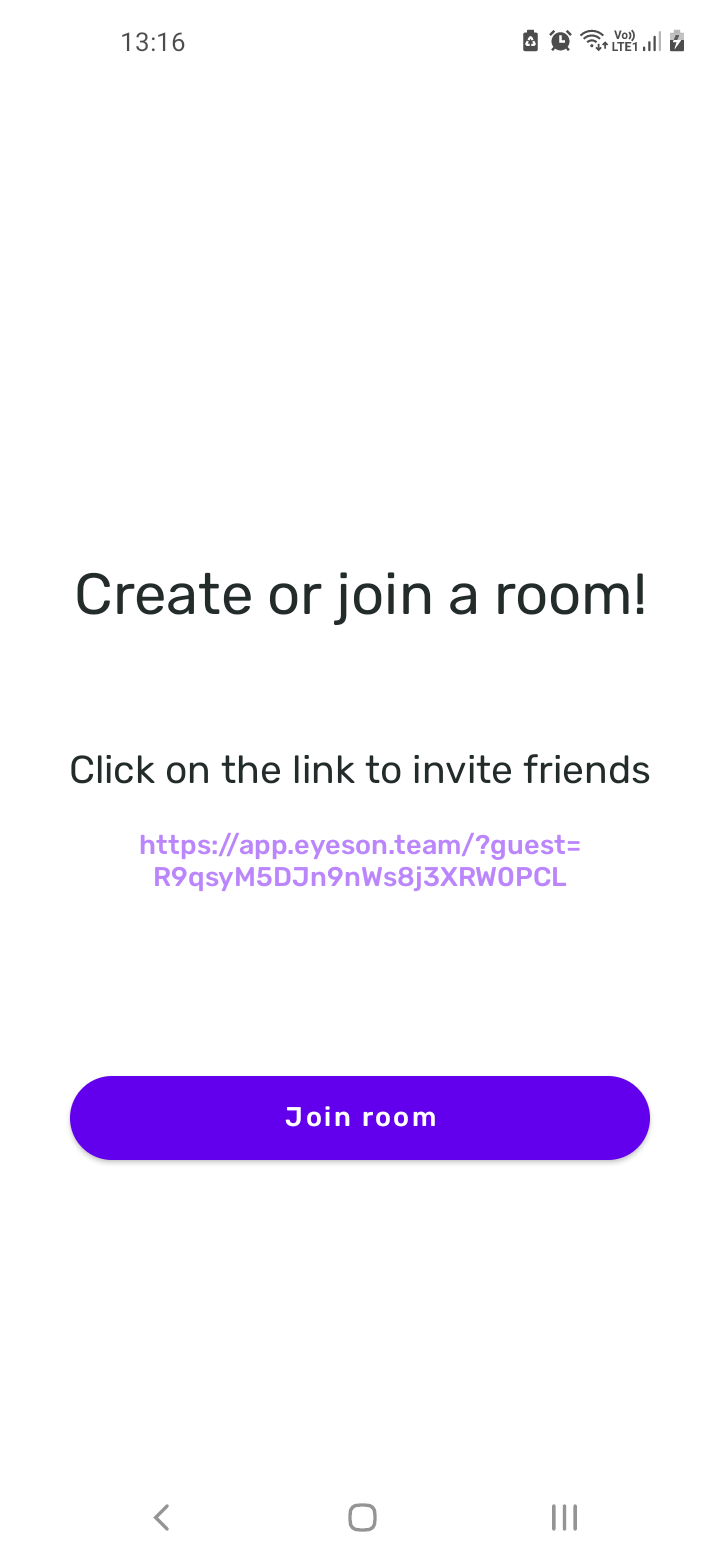 13:16
Vo)) LTE1
Create or join a room!
Click on the link to invite friends
https://app.eyeson.team/?guest=
R9qsyM5DJn9nWs8j3XRW0PCL
Join room